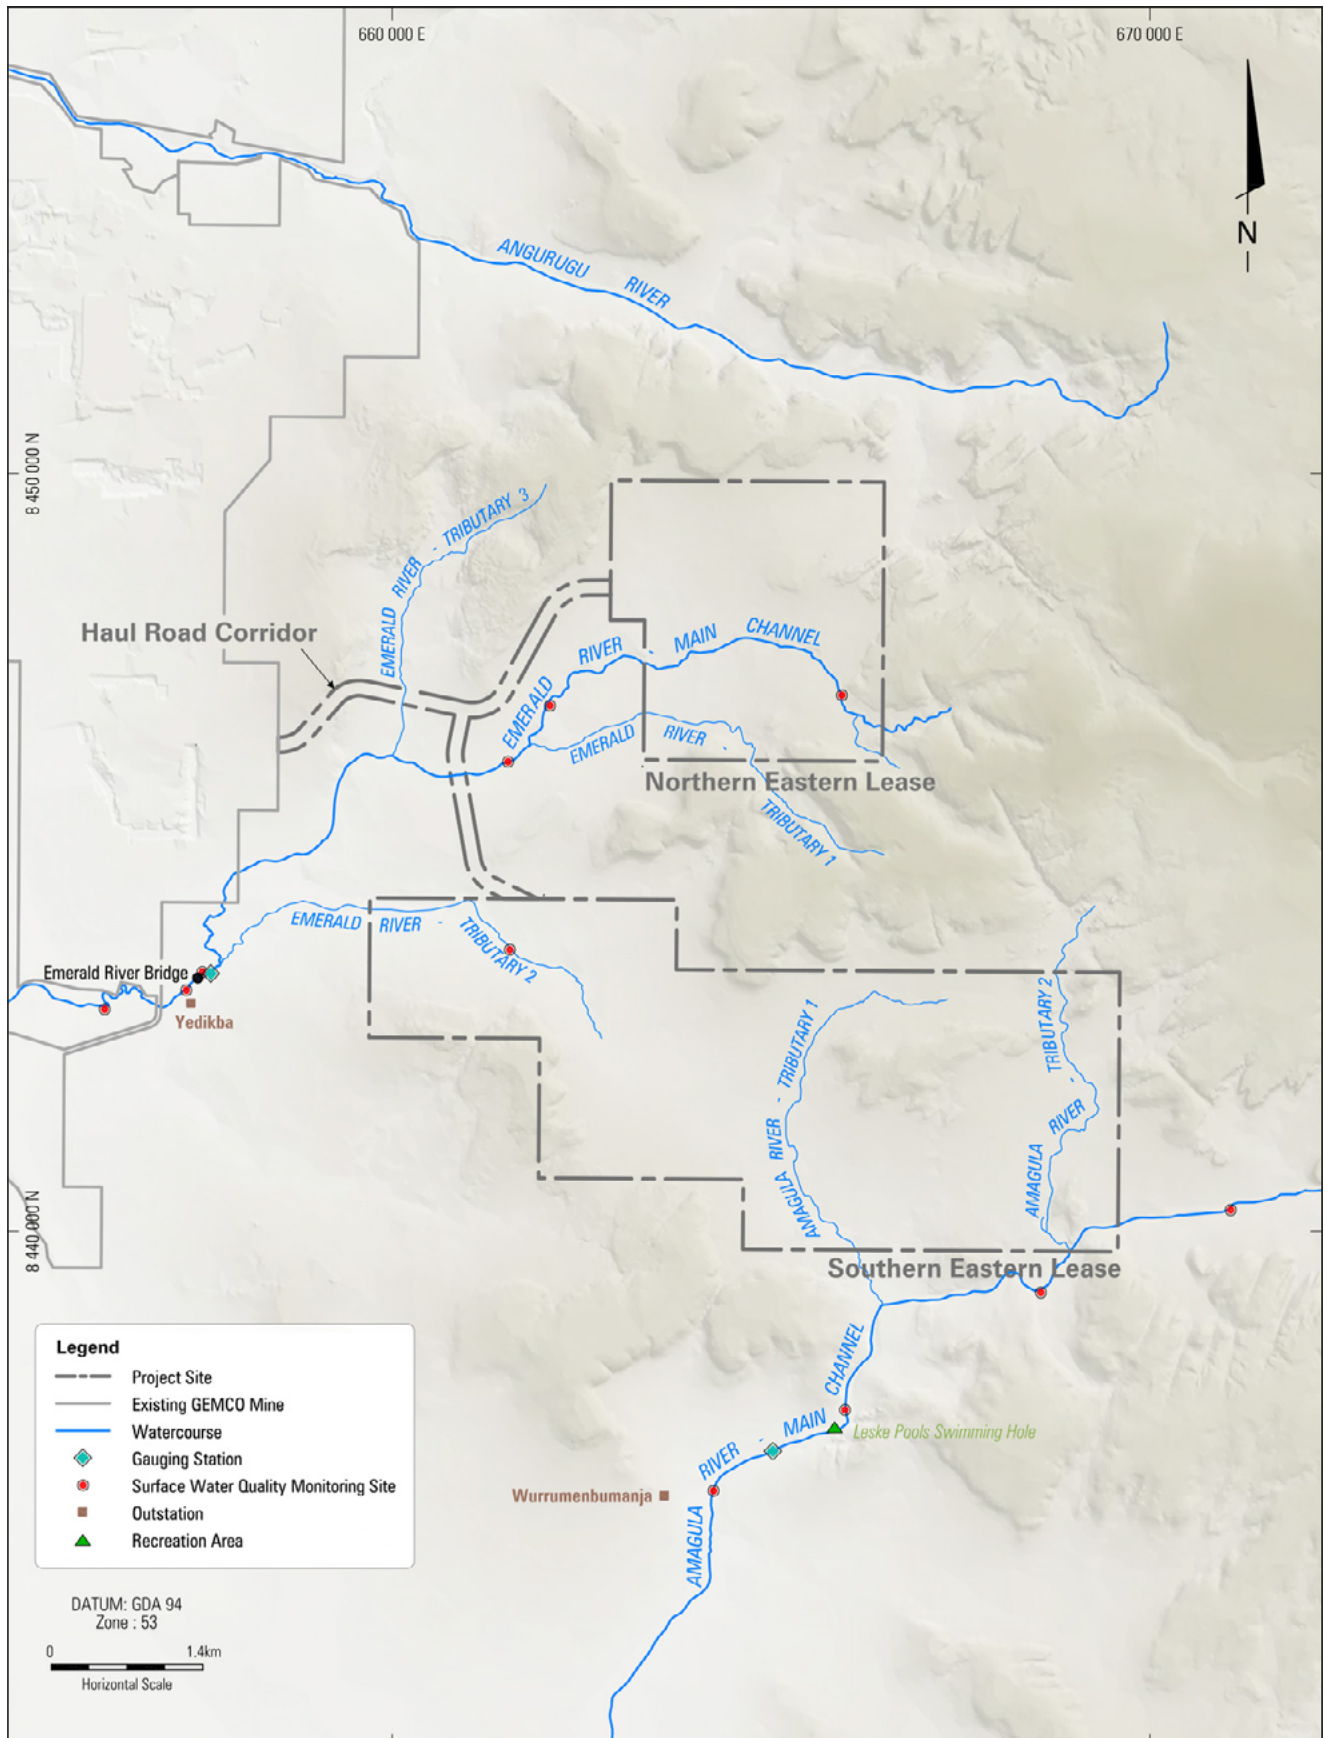 660 000 E
670 000 E
N
ANGURUGU RIVER
8 450 000 N
EMERALD RIVER - TRIBUTARY 3
Haul Road Corridor
EMERALD RIVER - MAIN CHANNEL
EMERALD RIVER - TRIBUTARY 1
Northern Eastern Lease
EMERALD RIVER - TRIBUTARY 2
Emerald River Bridge
Yedikba
AMAGULA RIVER - TRIBUTARY 1
AMAGULA RIVER - TRIBUTARY 2
8 440 000 N
Southern Eastern Lease
AMAGULA RIVER - MAIN CHANNEL
Leske Pools Swimming Hole
Wurrumenbumanja
Legend
Project Site
Existing GEMCO Mine
Watercourse
Gauging Station
Surface Water Quality Monitoring Site
Outstation
Recreation Area
DATUM: GDA 94
Zone : 53
0 1.4km
Horizontal Scale